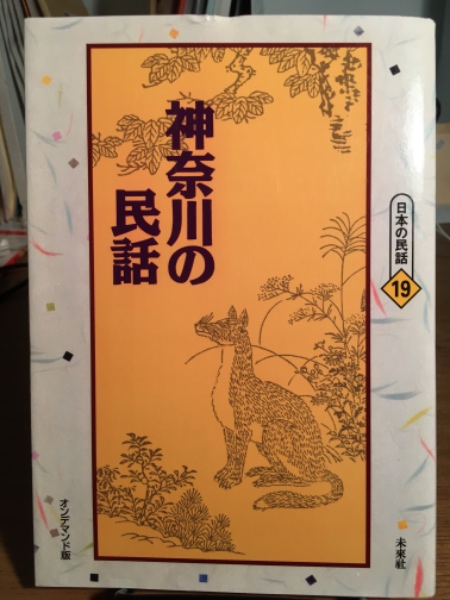 神奈川の
民話
日本の民話
19
オンデマンド版
未來社